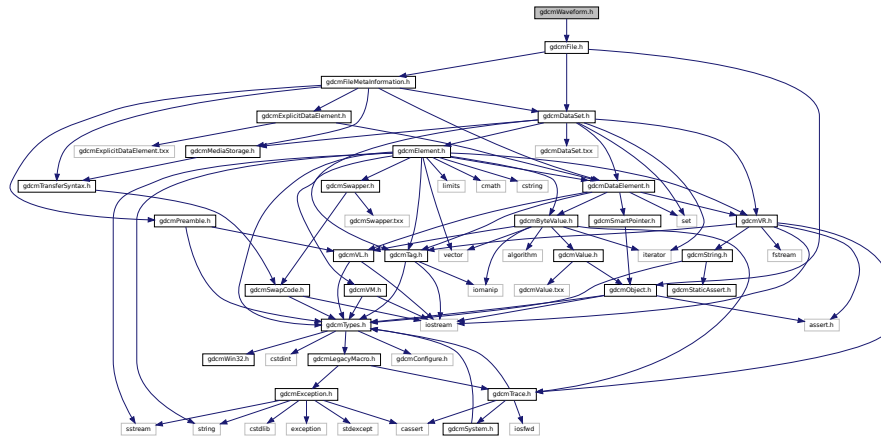 gdcmWaveform.h
gdcmFile.h
gdcmFileMetaInformation.h
gdcmExplicitDataElement.h gdcmDataSet.h
gdcmExplicitDataElement.txx gdcmMediaStorage.h gdcmElement.h gdcmDataSet.txx
gdcmTransferSyntax.h gdcmSwapper.h limits cmath cstring gdcmDataElement.h
gdcmPreamble.h gdcmSwapper.txx gdcmByteValue.h gdcmSmartPointer.h set gdcmVR.h
gdcmVL.h gdcmTag.h vector algorithm gdcmValue.h iterator gdcmString.h fstream
gdcmSwapCode.h gdcmVM.h iomanip gdcmValue.txx gdcmObject.h gdcmStaticAssert.h
gdcmTypes.h iostream assert.h
gdcmWin32.h cstdint gdcmLegacyMacro.h gdcmConfigure.h
gdcmException.h gdcmTrace.h
sstream string cstdlib exception stdexcept cassert gdcmSystem.h iosfwd